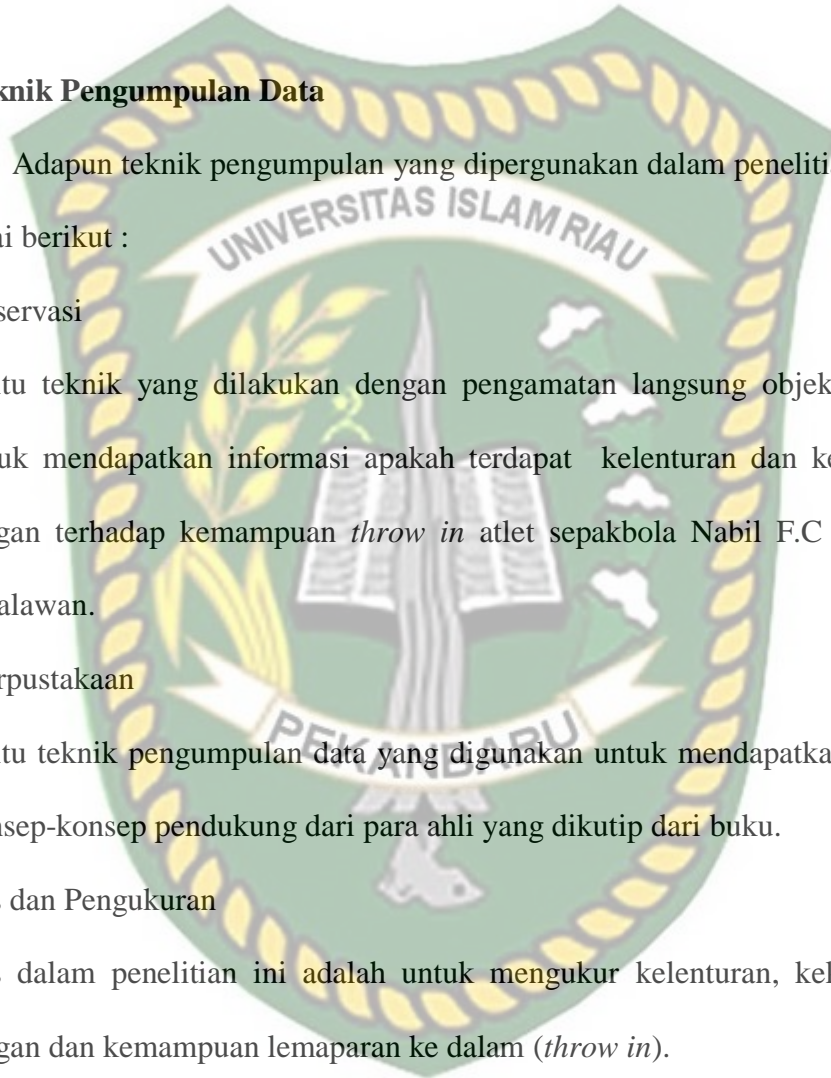 knik Pengumpulan Data
Adapun teknik pengumpulan yang dipergunakan dalam peneliti
ai berikut :
servasi
tu teknik yang dilakukan dengan pengamatan langsung objek
uk mendapatkan informasi apakah terdapat kelenturan dan ke
gan terhadap kemampuan throw in atlet sepakbola Nabil F.C
alawan.
rpustakaan
tu teknik pengumpulan data yang digunakan untuk mendapatka
nsep-konsep pendukung dari para ahli yang dikutip dari buku.
s dan Pengukuran
s dalam penelitian ini adalah untuk mengukur kelenturan, kel
gan dan kemampuan lemaparan ke dalam (throw in).
UNIVERSITAS ISLAM RIAU
PEKANBARU